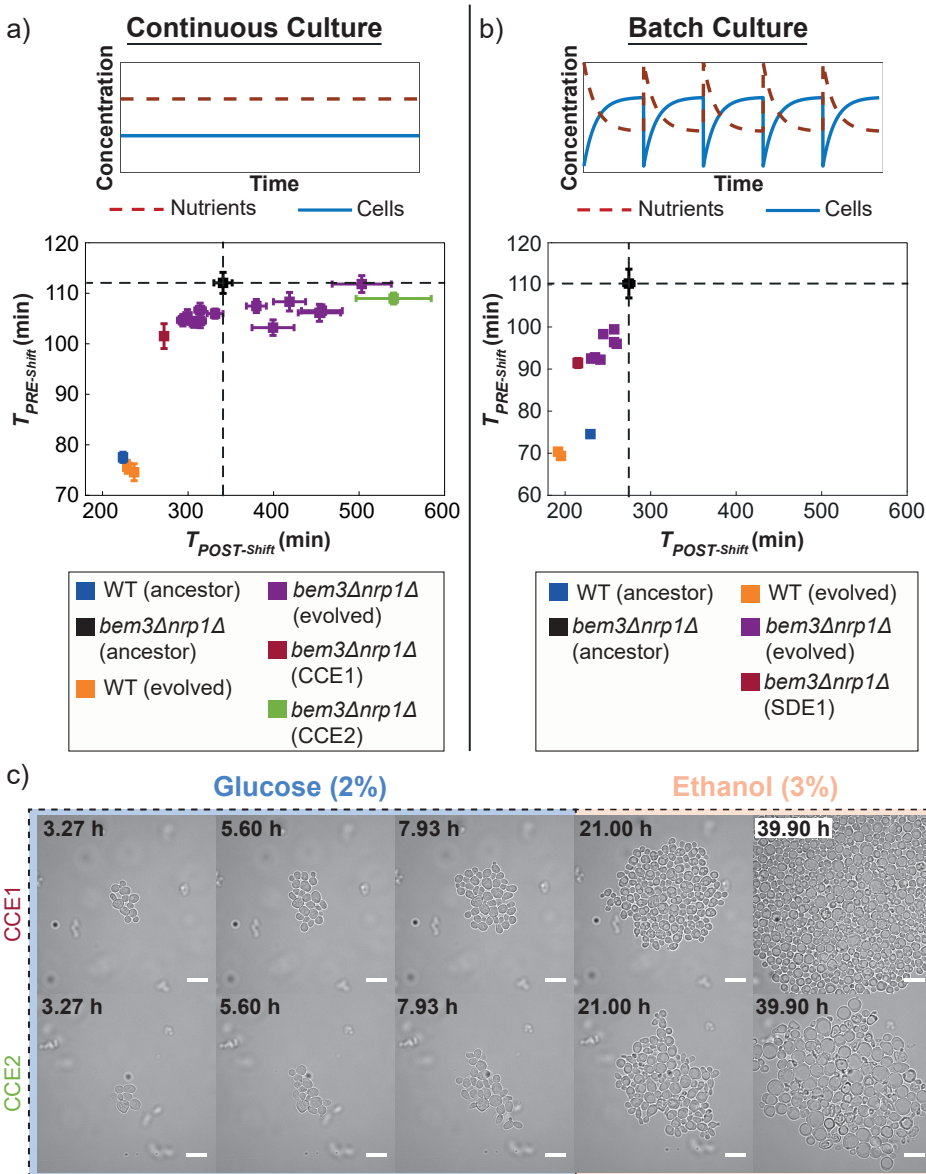 a)
Continuous Culture
Concentration
Time
Nutrients
Cells
120
110
100
90
80
70
T PRE-Shift (min)
200
300
400
500
600
T POST-Shift (min)
WT (ancestor)
bem3Δnrp1Δ
(ancestor)
WT (evolved)
bem3Δnrp1Δ
(evolved)
bem3Δnrp1Δ
(CCE1)
bem3Δnrp1Δ
(CCE2)
b)
Batch Culture
Concentration
Time
Nutrients
Cells
120
110
100
90
80
70
60
T PRE-Shift (min)
200
300
400
500
600
T POST-Shift (min)
WT (ancestor)
bem3Δnrp1Δ
(ancestor)
WT (evolved)
bem3Δnrp1Δ
(evolved)
bem3Δnrp1Δ
(SDE1)
c)
Glucose (2%)
Ethanol (3%)
CCE1
3.27 h
5.60 h
7.93 h
21.00 h
39.90 h
CCE2
3.27 h
5.60 h
7.93 h
21.00 h
39.90 h